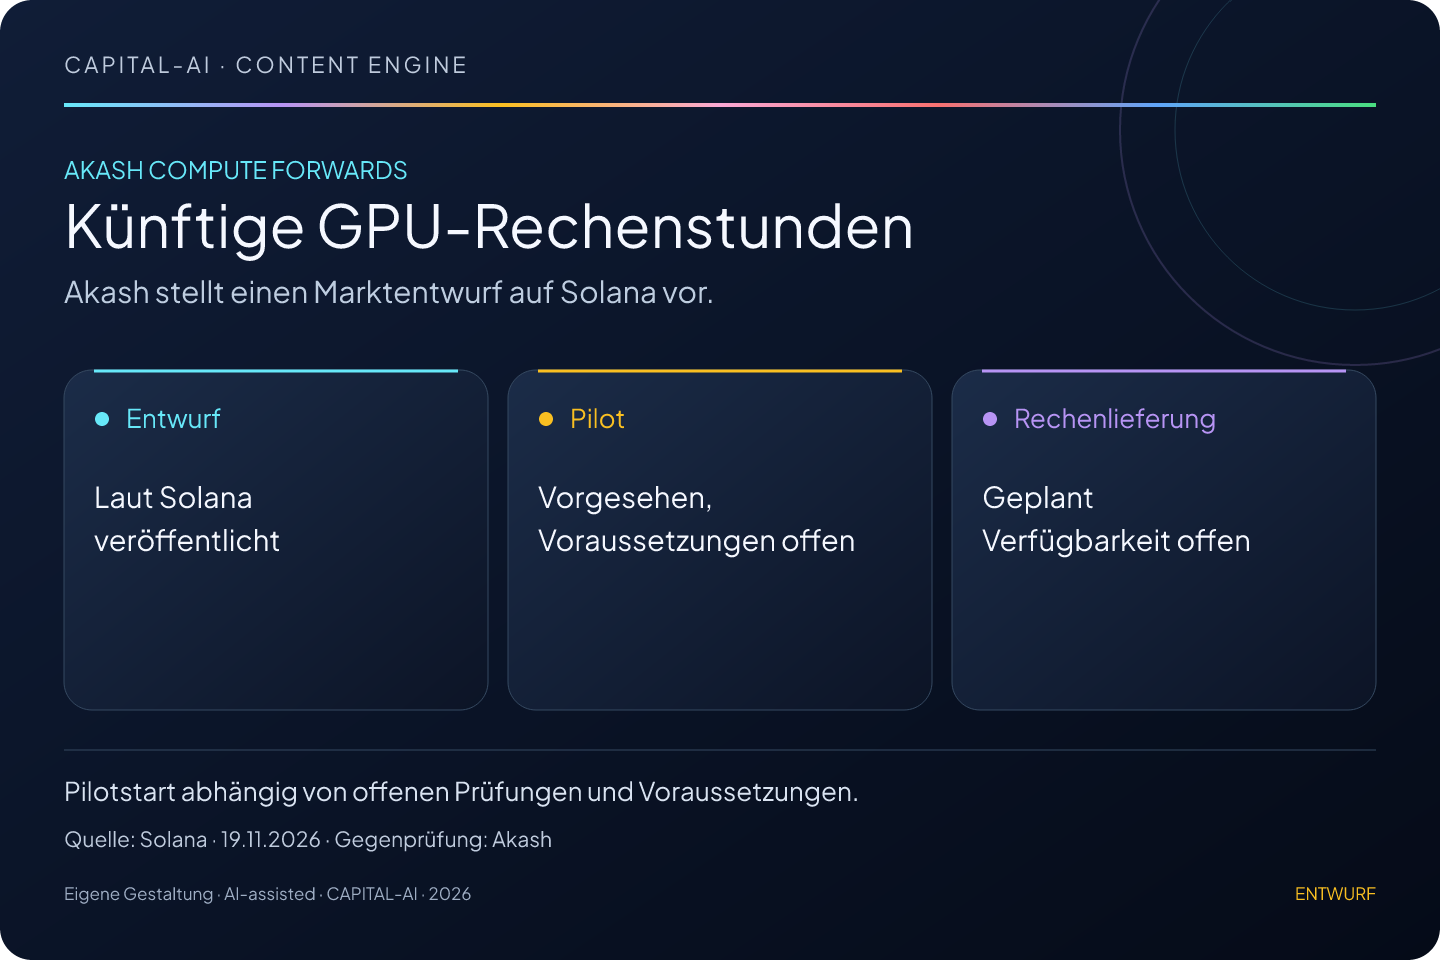 CAPITAL-AI · CONTENT ENGINE
AKASH COMPUTE FORWARDS
Künftige GPU-Rechenstunden
Akash stellt einen Marktentwurf auf Solana vor.
Entwurf
Laut Solana
veröffentlicht
Pilot
Vorgesehen,
Voraussetzungen offen
Rechenlieferung
Geplant
Verfügbarkeit offen
Pilotstart abhängig von offenen Prüfungen und Voraussetzungen.
Quelle: Solana · 19.11.2026 · Gegenprüfung: Akash
Eigene Gestaltung · AI-assisted · CAPITAL-AI · 2026
ENTWURF